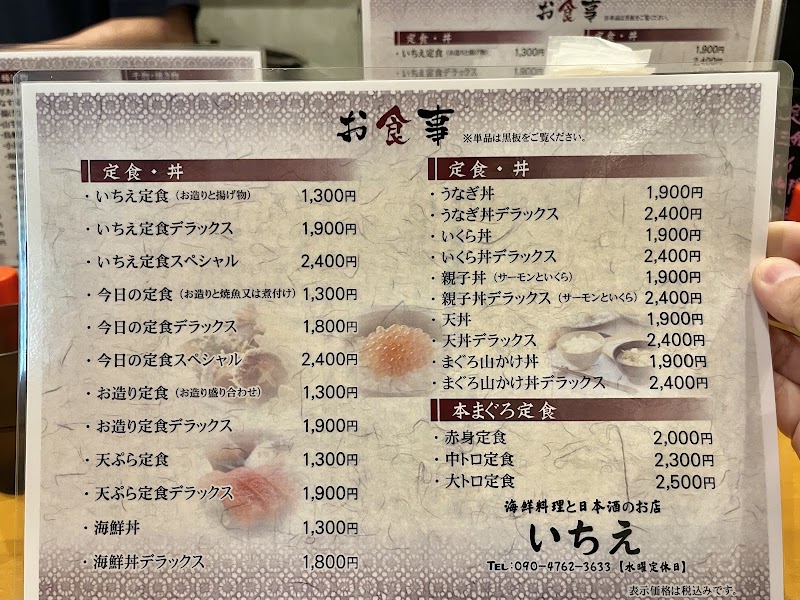 お食事 ※単品は黒板をご覧ください。
定食・丼
・いちえ定食（お造りと揚げ物） 1,300円
・いちえ定食デラックス 1,900円
・いちえ定食スペシャル 2,400円
・今日の定食（お造りと焼魚又は煮付け） 1,300円
・今日の定食デラックス 1,800円
・今日の定食スペシャル 2,400円
・お造り定食（お造り盛り合わせ） 1,300円
・お造り定食デラックス 1,900円
・天ぷら定食 1,300円
・天ぷら定食デラックス 1,900円
・海鮮丼 1,300円
・海鮮丼デラックス 1,800円
定食・丼
・うなぎ丼 1,900円
・うなぎ丼デラックス 2,400円
・いくら丼 1,900円
・いくら丼デラックス 2,400円
・親子丼（サーモンといくら） 1,900円
・親子丼デラックス（サーモンといくら） 2,400円
・天丼 1,900円
・天丼デラックス 2,400円
・まぐろ山かけ丼 1,900円
・まぐろ山かけ丼デラックス 2,400円
本まぐろ定食
・赤身定食 2,000円
・中トロ定食 2,300円
・大トロ定食 2,500円
海鮮料理と日本酒のお店
いちえ
TEL:090-4762-3633【水曜定休日】
表示価格は税込みです。
お食事
定食・丼
・いちえ定食（お造りと揚げ物） 1,300円
・いちえ定食デラックス 1,900円
定食・丼
1,900円
2,400円